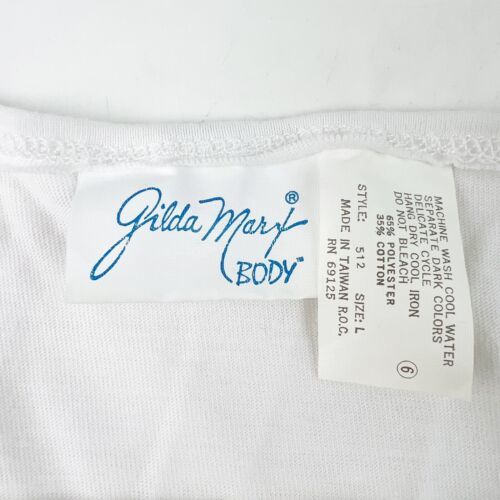 Gilda Marx®
BODY™
STYLE: 512 SIZE: L
MADE IN TAIWAN R.O.C.
RN 69125
MACHINE WASH COOL WATER
SEPARATE DARK COLORS
DELICATE CYCLE
HANG DRY COOL IRON
DO NOT BLEACH
65% POLYESTER
35% COTTON
6